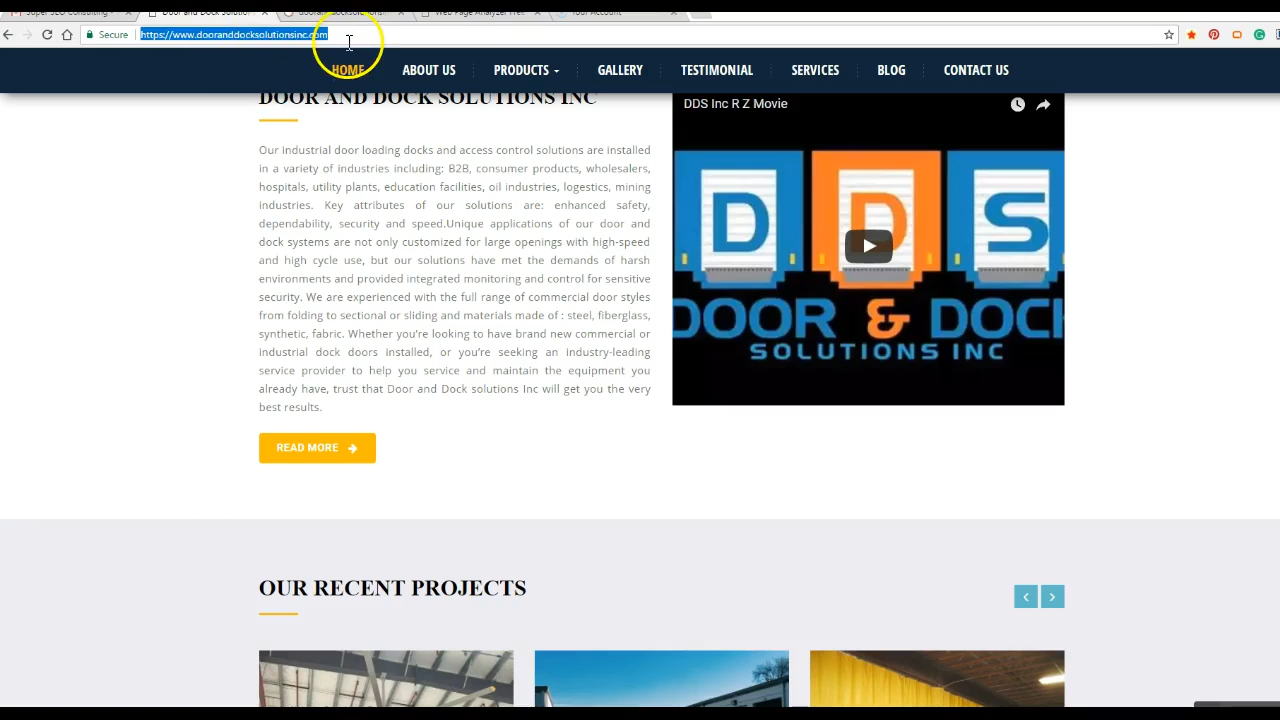 Super SEO Consulting -
Door and Dock Solution
Web Page Analyzer
Your Account
Secure
https://www.dooranddocksolutionsinc.com
HOME
ABOUT US
PRODUCTS
GALLERY
TESTIMONIAL
SERVICES
BLOG
CONTACT US
DOOR AND DOCK SOLUTIONS INC
Our industrial door loading docks and access control solutions are installed
in a variety of industries including: B2B, consumer products, wholesalers,
hospitals, utility plants, education facilities, oil industries, logestics, mining
industries. Key attributes of our solutions are: enhanced safety,
dependability, security and speed.Unique applications of our door and
dock systems are not only customized for large openings with high-speed
and high cycle use, but our solutions have met the demands of harsh
environments and provided integrated monitoring and control for sensitive
security. We are experienced with the full range of commercial door styles
from folding to sectional or sliding and materials made of : steel, fiberglass,
synthetic, fabric. Whether you're looking to have brand new commercial or
industrial dock doors installed, or you're seeking an industry-leading
service provider to help you service and maintain the equipment you
already have, trust that Door and Dock solutions Inc will get you the very
best results.
READ MORE
DDS Inc R Z Movie
DDS
DOOR & DOCK
SOLUTIONS INC
OUR RECENT PROJECTS